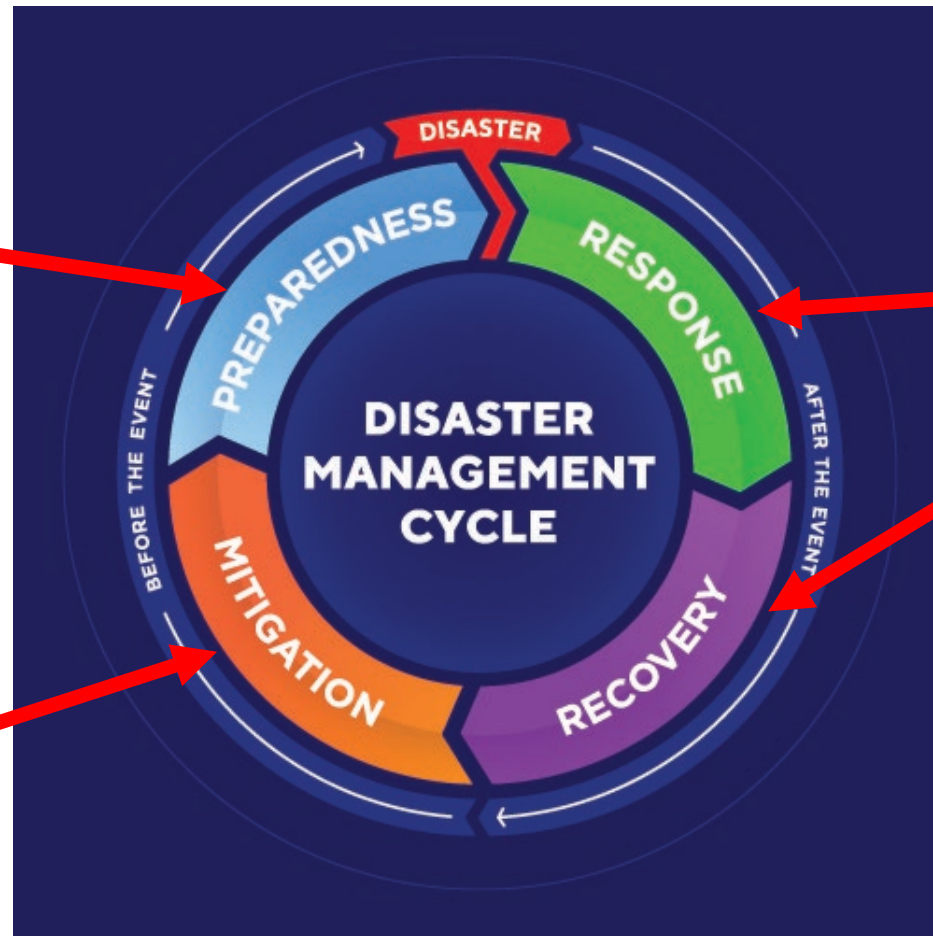 DISASTER
PREPAREDNESS
RESPONSE
BEFORE THE EVENT
DISASTER
MANAGEMENT
CYCLE
AFTER THE EVENT
MITIGATION
RECOVERY